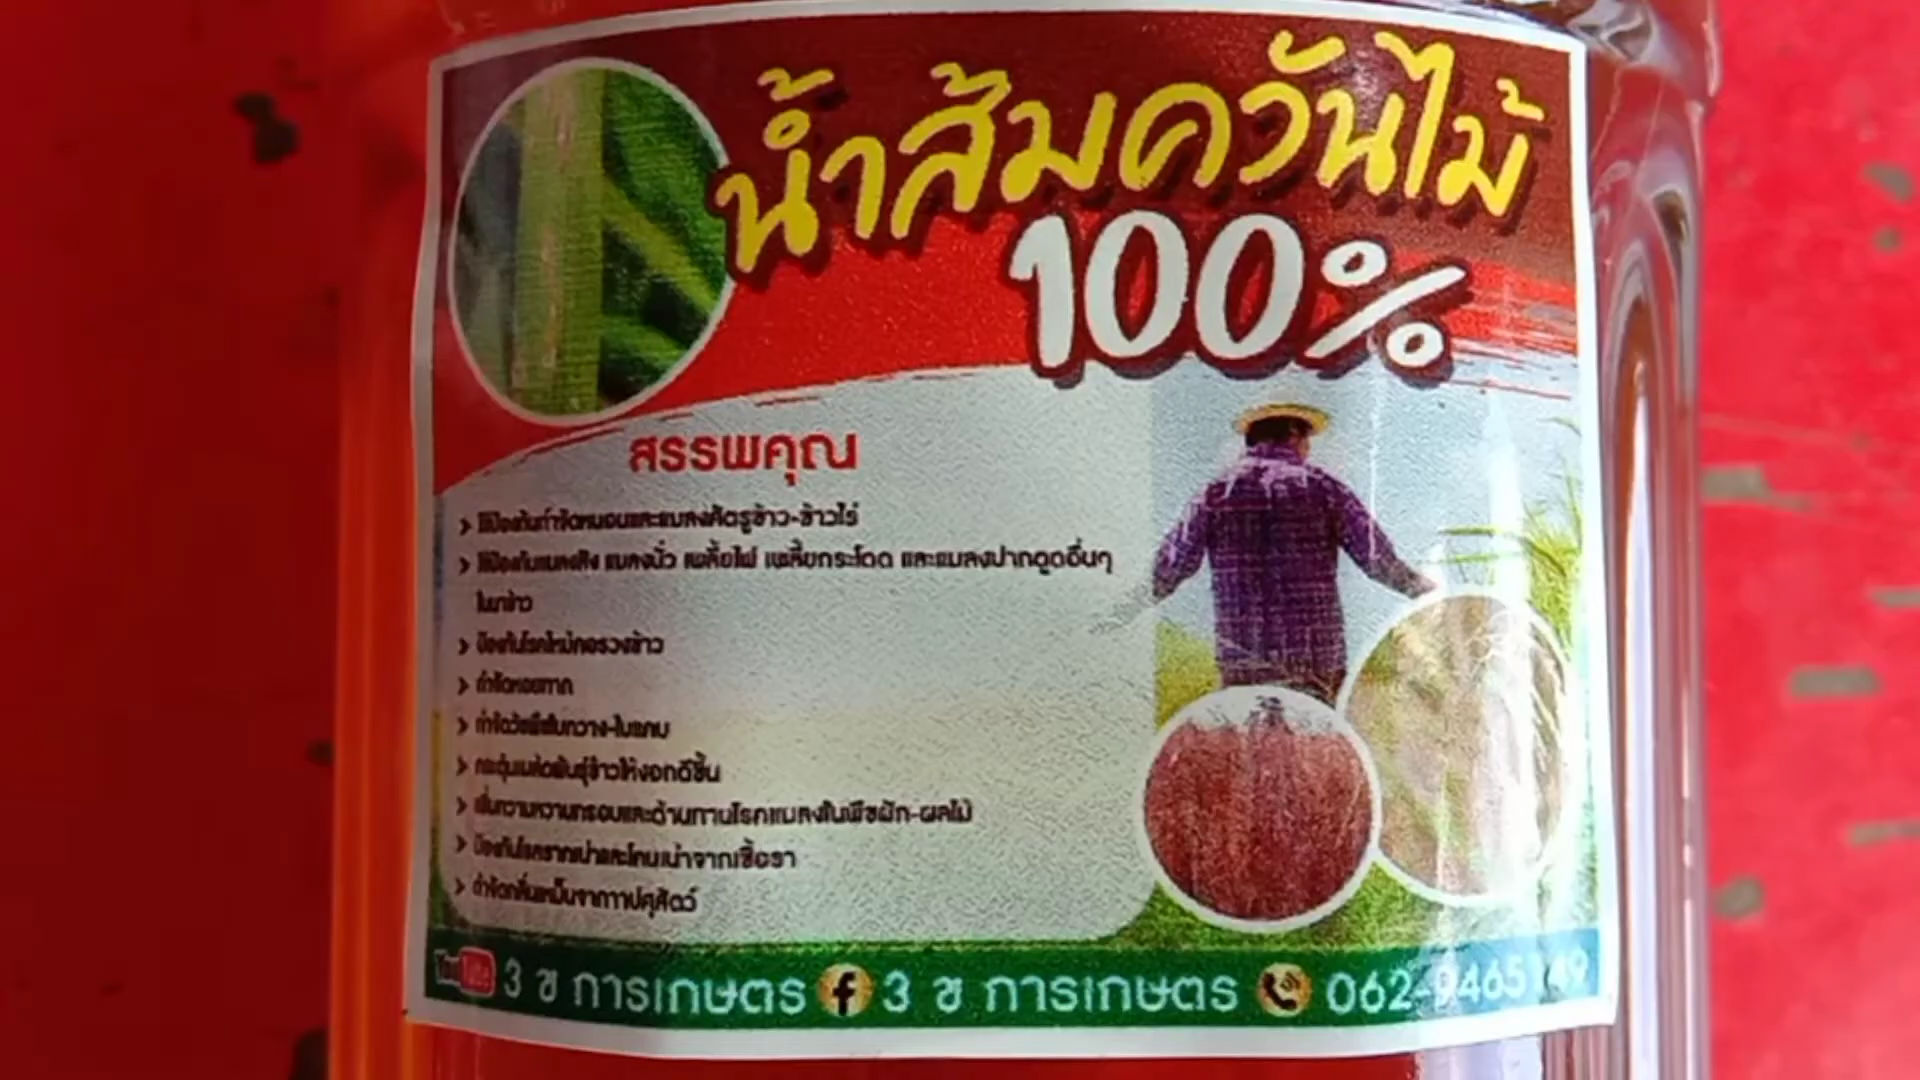 น้ำส้มควันไม้
100%
สรรพคุณ
› ใช้ป้องกันกำจัดหนอนและแมลงศัตรูข้าว-ข้าวไร่
› ใช้ป้องกันแมลงสิง แมลงบั่ว เพลี้ยไฟ เพลี้ยกระโดด และแมลงปากดูดอื่นๆ
ในนาข้าว
› ป้องกันโรคไหม้คอรวงข้าว
› กำจัดหอยทาก
› กำจัดวัชพืชใบกวาง-ใบแคบ
› กระตุ้นเมล็ดพันธุ์ข้าวให้งอกดีขึ้น
› เพิ่มความหวานกรอบและต้านทานโรคแมลงในพืชผัก-ผลไม้
› ป้องกันโรครากเน่าและโคนเน่าจากเชื้อรา
› กำจัดกลิ่นเหม็นจากปศุสัตว์
YouTube 3 ข การเกษตร 3 ข การเกษตร 062-9465